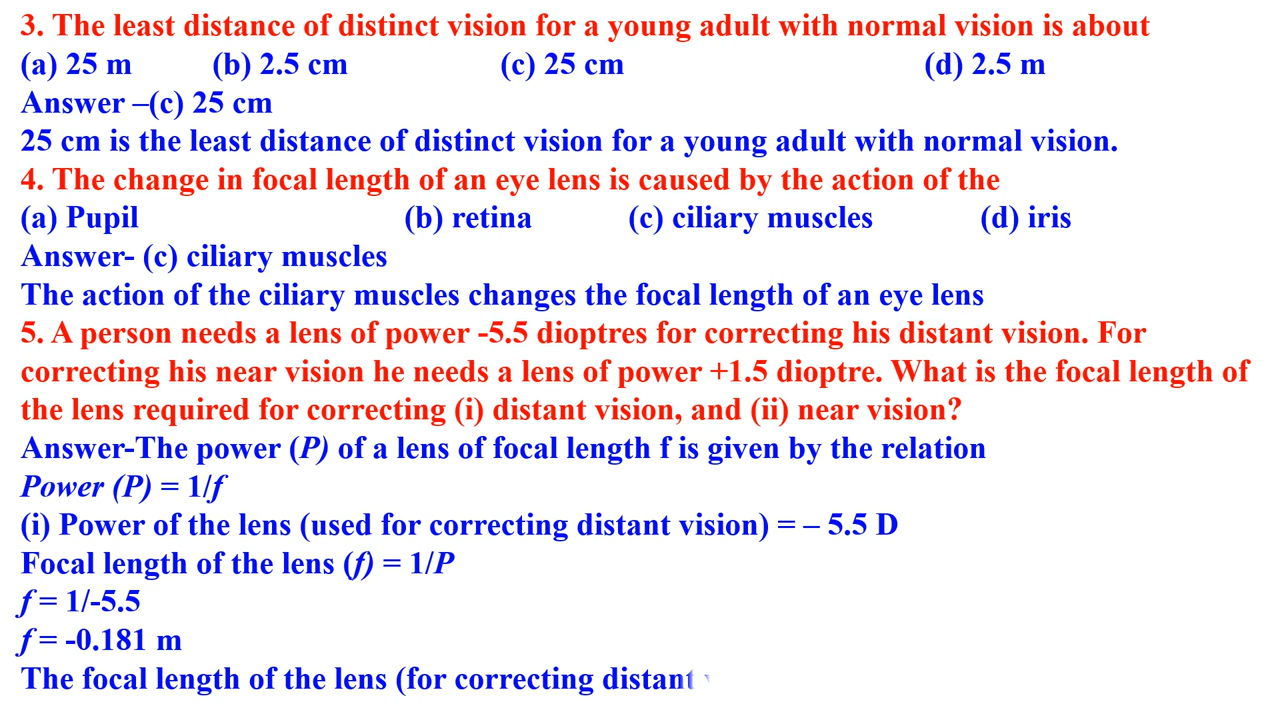 3. The least distance of distinct vision for a young adult with normal vision is about
(a) 25 m (b) 2.5 cm (c) 25 cm (d) 2.5 m
Answer –(c) 25 cm
25 cm is the least distance of distinct vision for a young adult with normal vision.
4. The change in focal length of an eye lens is caused by the action of the
(a) Pupil (b) retina (c) ciliary muscles (d) iris
Answer- (c) ciliary muscles
The action of the ciliary muscles changes the focal length of an eye lens
5. A person needs a lens of power -5.5 dioptres for correcting his distant vision. For
correcting his near vision he needs a lens of power +1.5 dioptre. What is the focal length of
the lens required for correcting (i) distant vision, and (ii) near vision?
Answer-The power (P) of a lens of focal length f is given by the relation
Power (P) = 1/f
(i) Power of the lens (used for correcting distant vision) = – 5.5 D
Focal length of the lens (f) = 1/P
f = 1/-5.5
f = -0.181 m
The focal length of the lens (for correcting distant